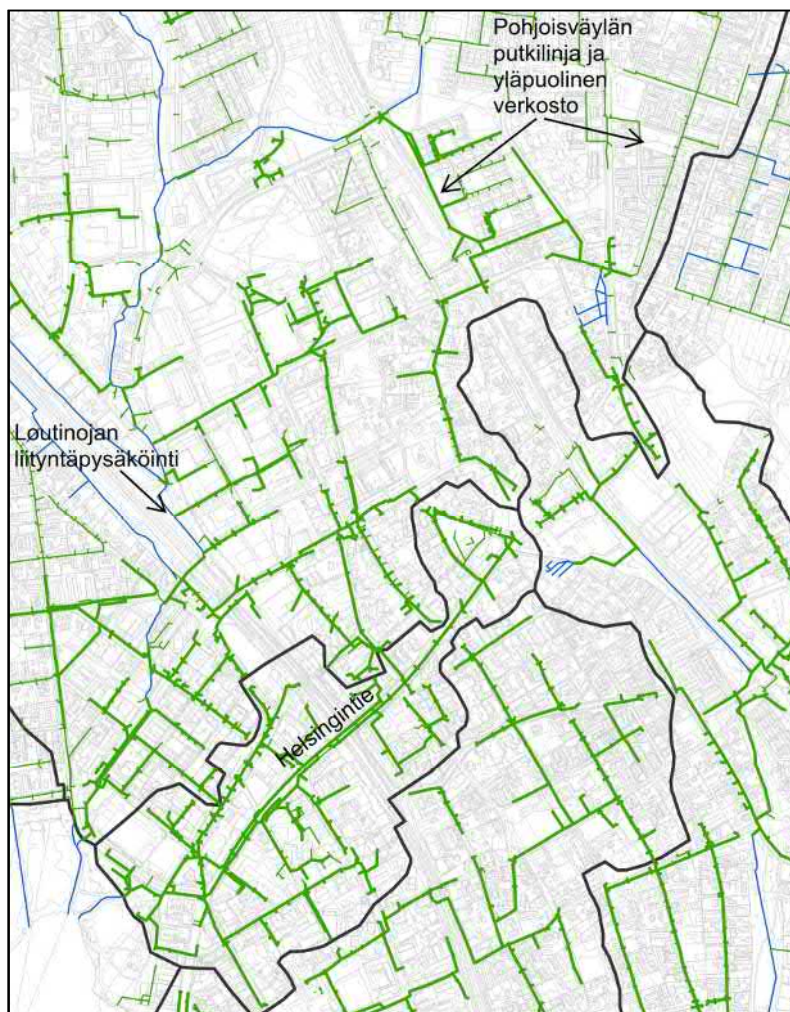 Pohjoisväylän
putkilinja ja
yläpuolinen
verkosto
Loutinojan
liityntäpysäköinti
Helsingintie